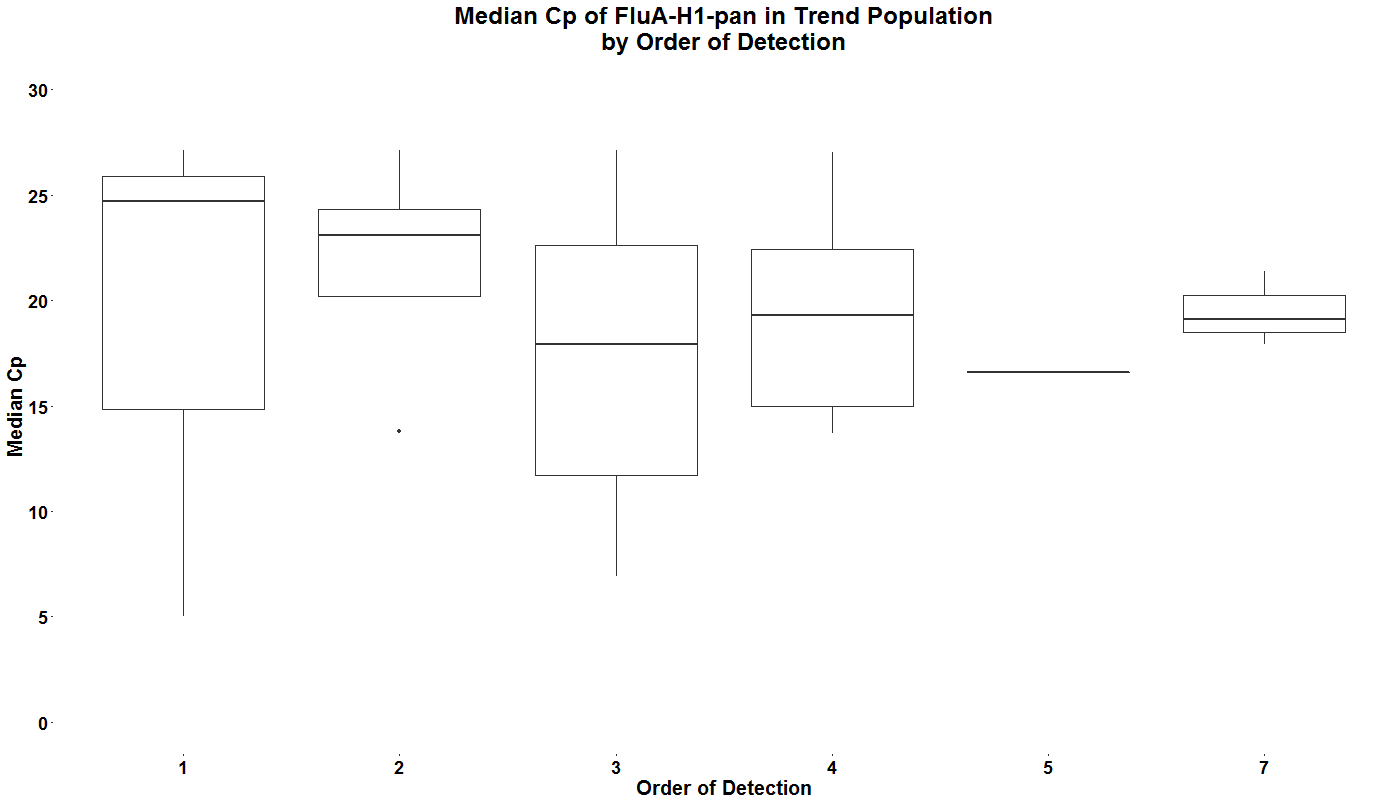 Median Cp of FluA-H1-pan in Trend Population
by Order of Detection
30
25
20
15
10
5
0
Median Cp
1 2 3 4 5 7
Order of Detection